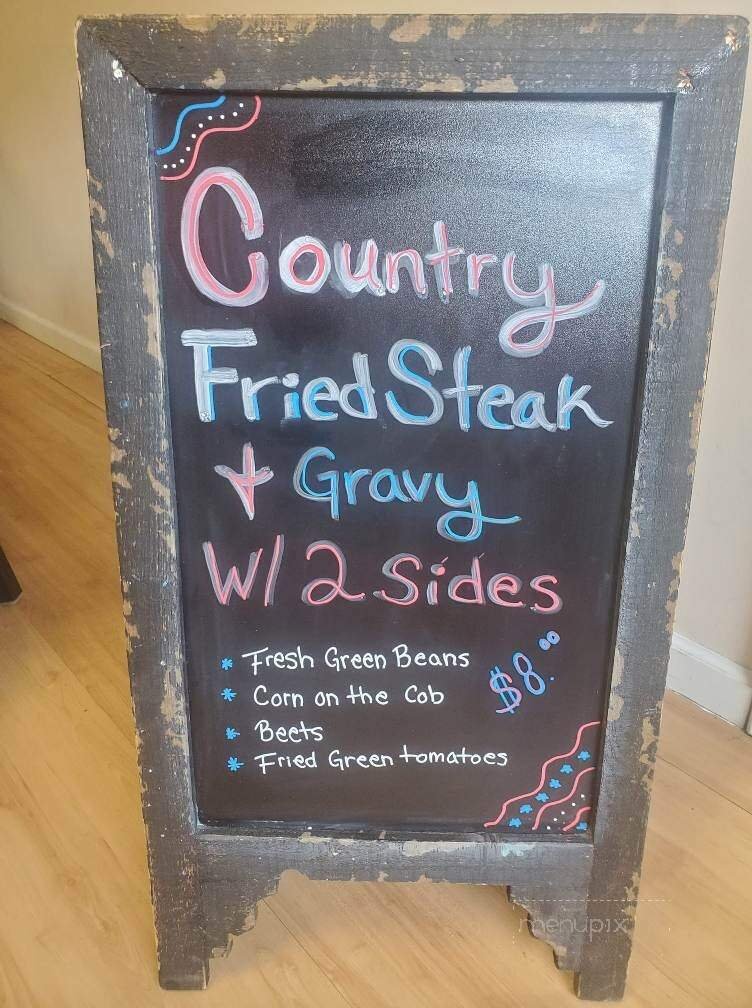 Country
Fried Steak
+ Gravy
W/ 2 Sides
* Fresh Green Beans
$8.00
* Corn on the Cob
* Beets
* Fried Green tomatoes
menupix